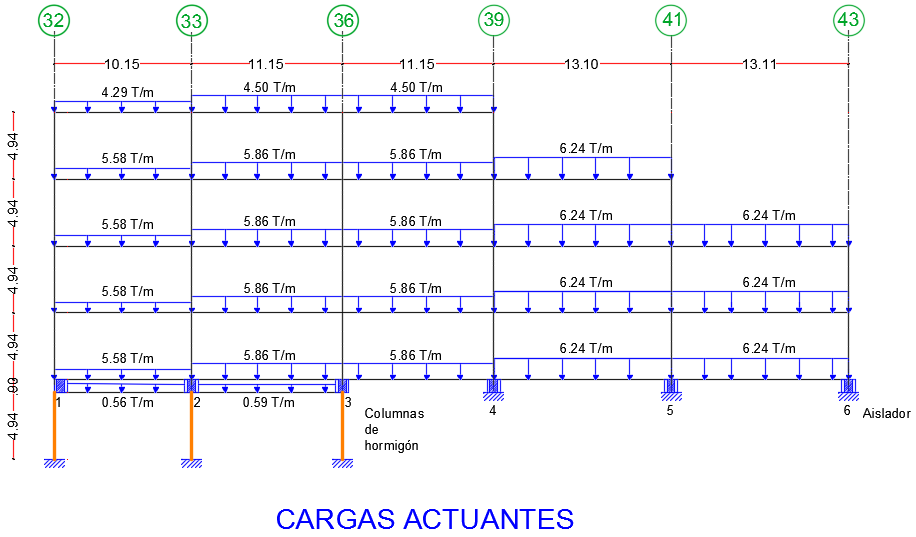 32 33 36 39 41 43
10.15 11.15 11.15 13.10 13.11
4.29 T/m 4.50 T/m 4.50 T/m
4.94
5.58 T/m 5.86 T/m 5.86 T/m 6.24 T/m
4.94
5.58 T/m 5.86 T/m 5.86 T/m 6.24 T/m 6.24 T/m
4.94
5.58 T/m 5.86 T/m 5.86 T/m 6.24 T/m 6.24 T/m
4.94
5.58 T/m 5.86 T/m 5.86 T/m 6.24 T/m 6.24 T/m
1 0.56 T/m 2 0.59 T/m 3 4 5 6 Aislador
4.94
Columnas
de
hormigón
CARGAS ACTUANTES